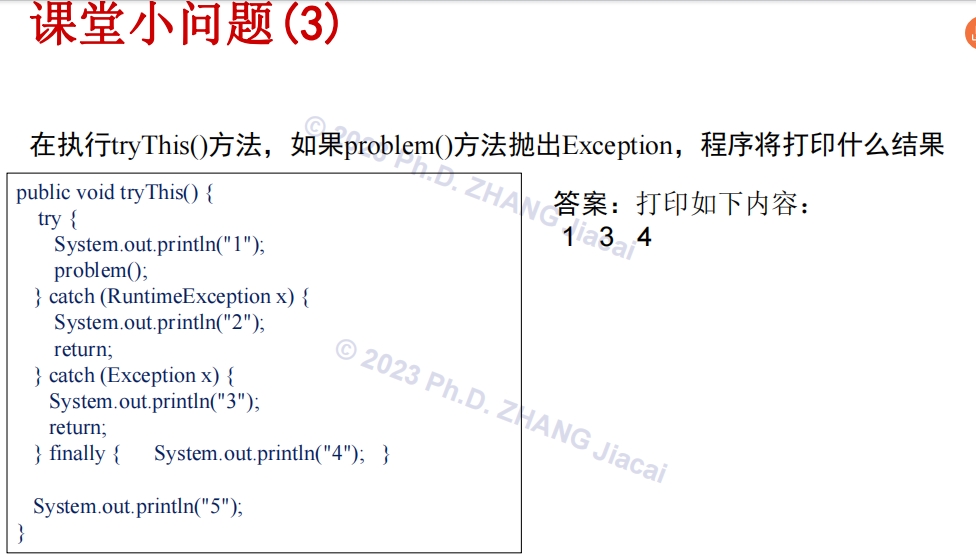 课堂小问题(3)
在执行tryThis()方法，如果problem()方法抛出Exception，程序将打印什么结果
public void tryThis() {
try {
System.out.println("1");
problem();
} catch (RuntimeException x) {
System.out.println("2");
return;
} catch (Exception x) {
System.out.println("3");
return;
} finally { System.out.println("4"); }
System.out.println("5");
}
答案：打印如下内容：
1 3 4
© 2023 Ph.D. ZHANG Jiacai
© 2023 Ph.D. ZHANG Jiacai